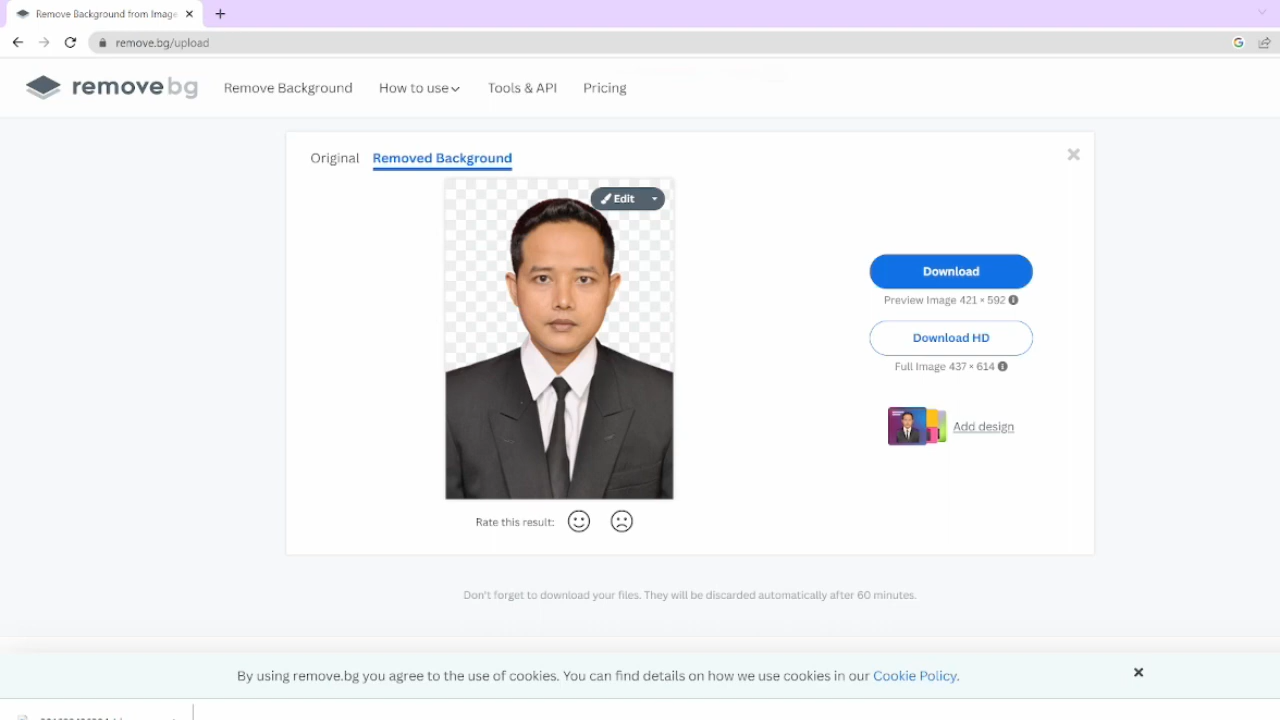 Remove Background from Image
remove.bg/upload
removebg
Remove Background
How to use
Tools & API
Pricing
Original
Removed Background
Edit
Download
Preview Image 421 × 592
Download HD
Full Image 437 × 614
Add design
Rate this result:
Don't forget to download your files. They will be discarded automatically after 60 minutes.
By using remove.bg you agree to the use of cookies. You can find details on how we use cookies in our Cookie Policy.